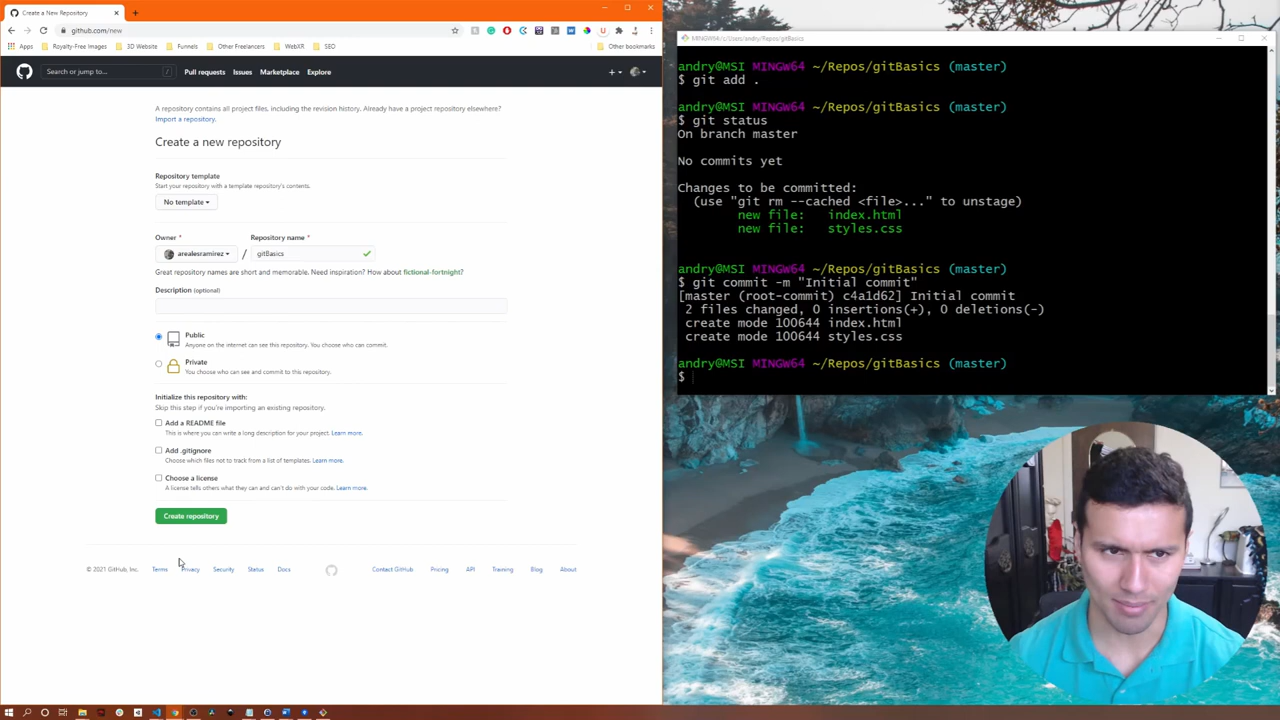 Create a New Repository
github.com/new
Apps Royalty-Free Images 3D Website Funnels Other Freelancers WebXR SEO Other bookmarks
Search or jump to... / Pull requests Issues Marketplace Explore
A repository contains all project files, including the revision history. Already have a project repository elsewhere?
Import a repository.
Create a new repository
Repository template
Start your repository with a template repository's contents.
No template
Owner * Repository name *
arealesramirez / gitBasics
Great repository names are short and memorable. Need inspiration? How about fictional-fortnight?
Description (optional)
Public
Anyone on the internet can see this repository. You choose who can commit.
Private
You choose who can see and commit to this repository.
Initialize this repository with:
Skip this step if you're importing an existing repository.
Add a README file
This is where you can write a long description for your project. Learn more.
Add .gitignore
Choose which files not to track from a list of templates. Learn more.
Choose a license
A license tells others what they can and can't do with your code. Learn more.
Create repository
© 2021 GitHub, Inc. Terms Privacy Security Status Docs Contact GitHub Pricing API Training Blog About
MINGW64:/c/Users/andry/Repos/gitBasics
andry@MSI MINGW64 ~/Repos/gitBasics (master)
$ git add .
andry@MSI MINGW64 ~/Repos/gitBasics (master)
$ git status
On branch master
No commits yet
Changes to be committed:
(use "git rm --cached <file>..." to unstage)
new file: index.html
new file: styles.css
andry@MSI MINGW64 ~/Repos/gitBasics (master)
$ git commit -m "Initial commit"
[master (root-commit) c4a1d62] Initial commit
2 files changed, 0 insertions(+), 0 deletions(-)
create mode 100644 index.html
create mode 100644 styles.css
andry@MSI MINGW64 ~/Repos/gitBasics (master)
$